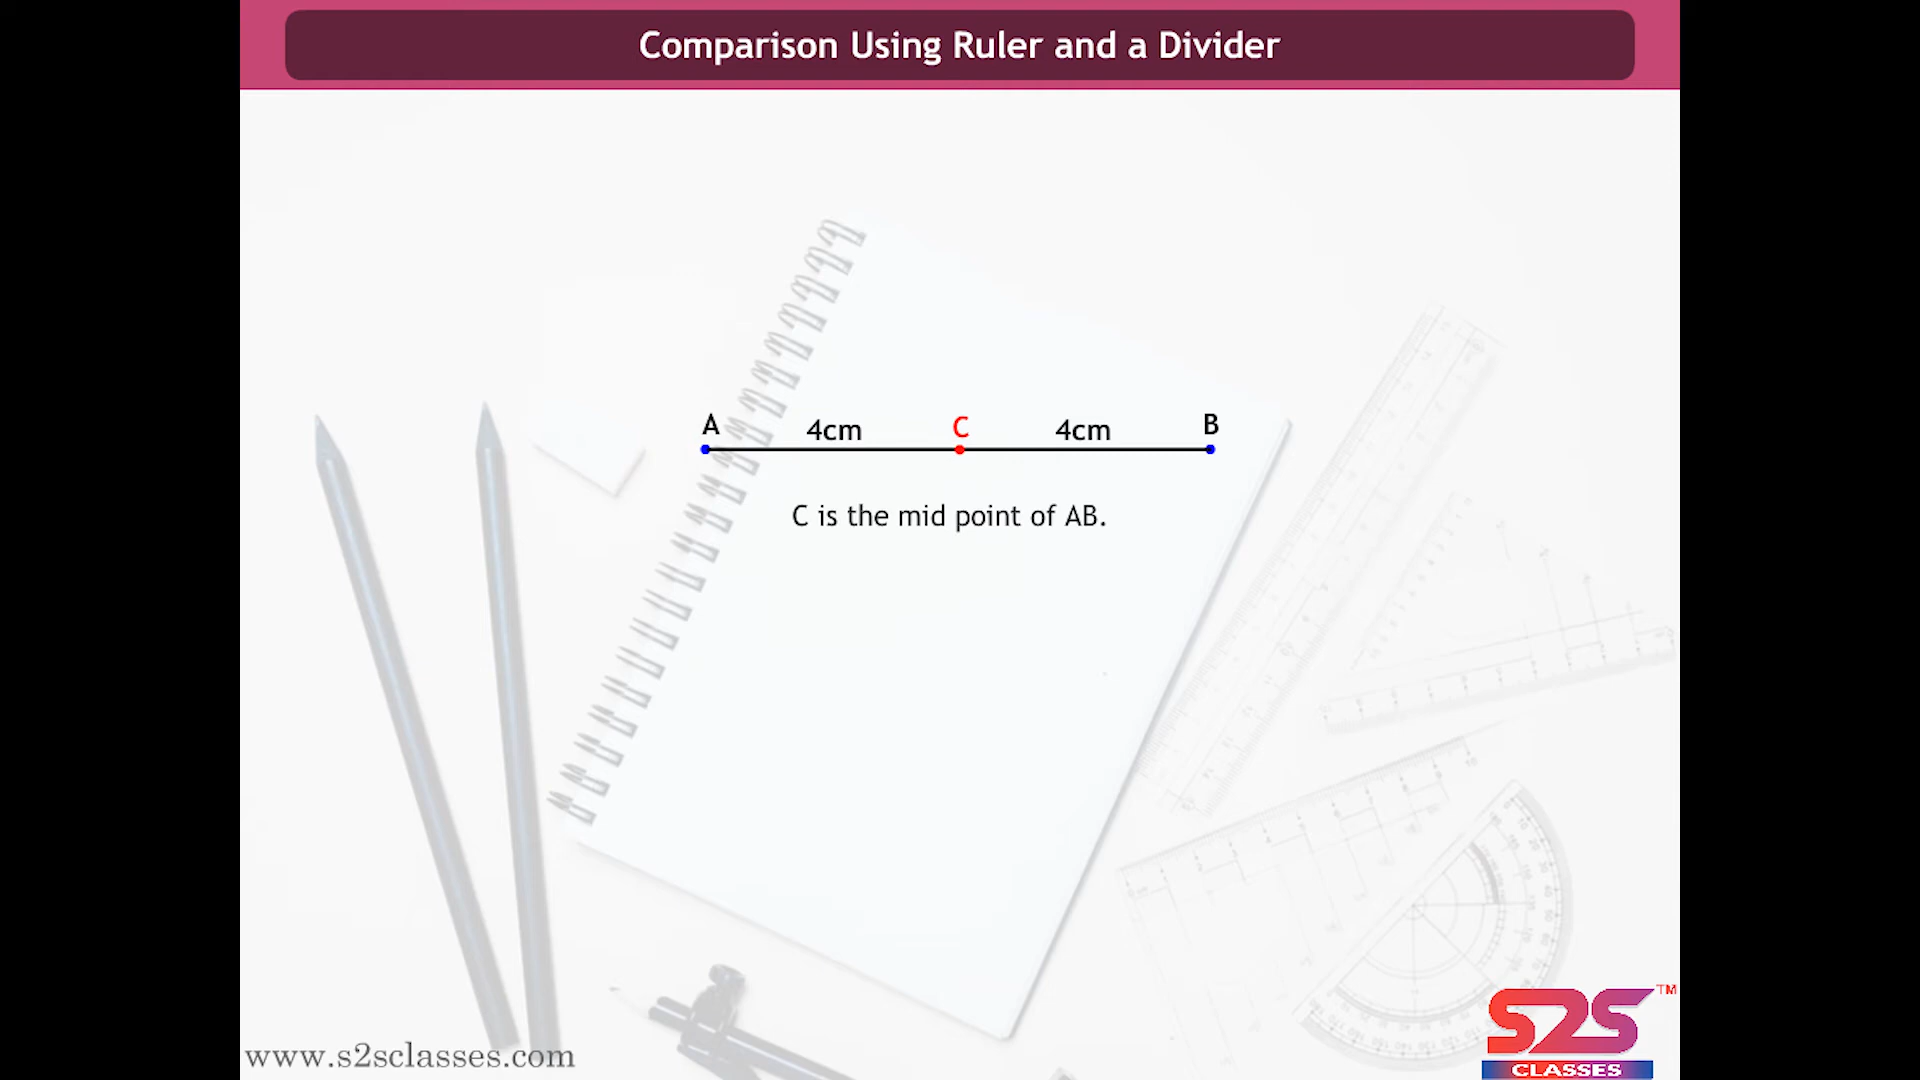 Comparison Using Ruler and a Divider
A 4cm C 4cm B
C is the mid point of AB.
www.s2sclasses.com
S2S TM
CLASSES